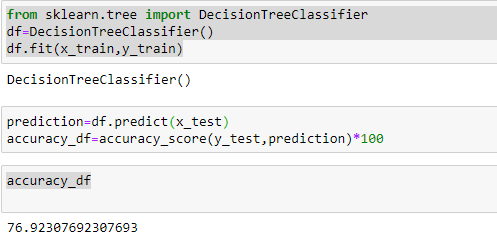 from sklearn.tree import DecisionTreeClassifier
df=DecisionTreeClassifier()
df.fit(x_train,y_train)
DecisionTreeClassifier()
prediction=df.predict(x_test)
accuracy_df=accuracy_score(y_test,prediction)*100
accuracy_df
76.92307692307693